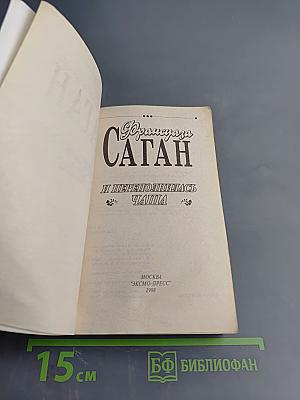 Франсуаза
САГАН
И ПЕРЕПОЛНИЛАСЬ
ЧАША
МОСКВА
"ЭКСМО-ПРЕСС"
1998
15 см
БФ БИБЛИОФАН